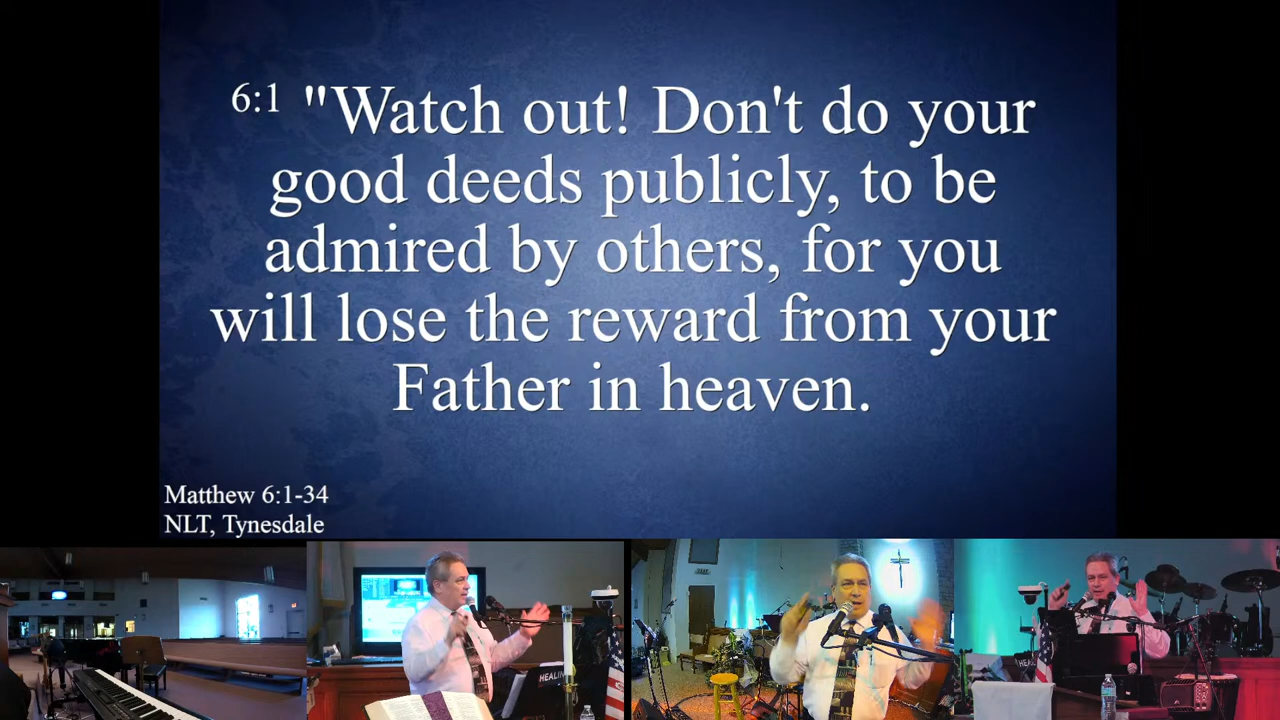 6:1 "Watch out! Don't do your
good deeds publicly, to be
admired by others, for you
will lose the reward from your
Father in heaven.
Matthew 6:1-34
NLT, Tynesdale